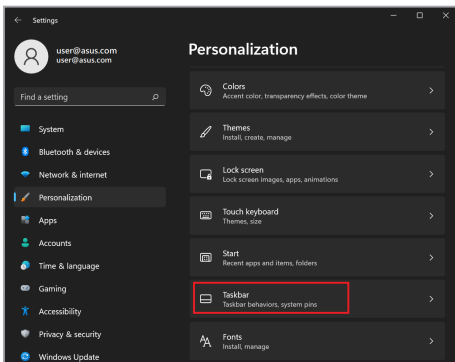 Settings
user@asus.com
user@asus.com
Find a setting
System
Bluetooth & devices
Network & internet
Personalization
Apps
Accounts
Time & language
Gaming
Accessibility
Privacy & security
Windows Update
Personalization
Colors
Accent color, transparency effects, color theme
Themes
Install, create, manage
Lock screen
Lock screen images, apps, animations
Touch keyboard
Themes, size
Start
Recent apps and items, folders
Taskbar
Taskbar behaviors, system pins
Fonts
Install, manage